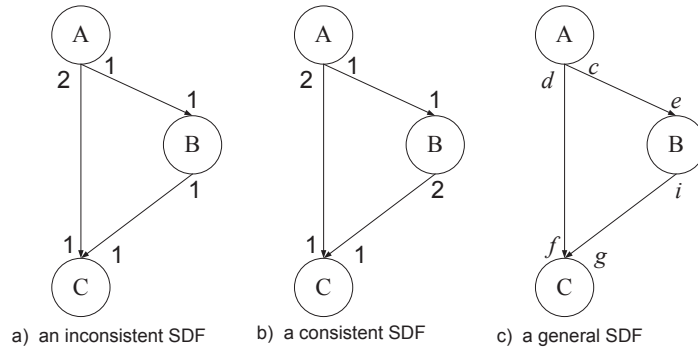 A A A
2 1 2 1 d c
1 1 e
B B B
1 2 i
1 1 1 1 f g
C C C
a) an inconsistent SDF b) a consistent SDF c) a general SDF